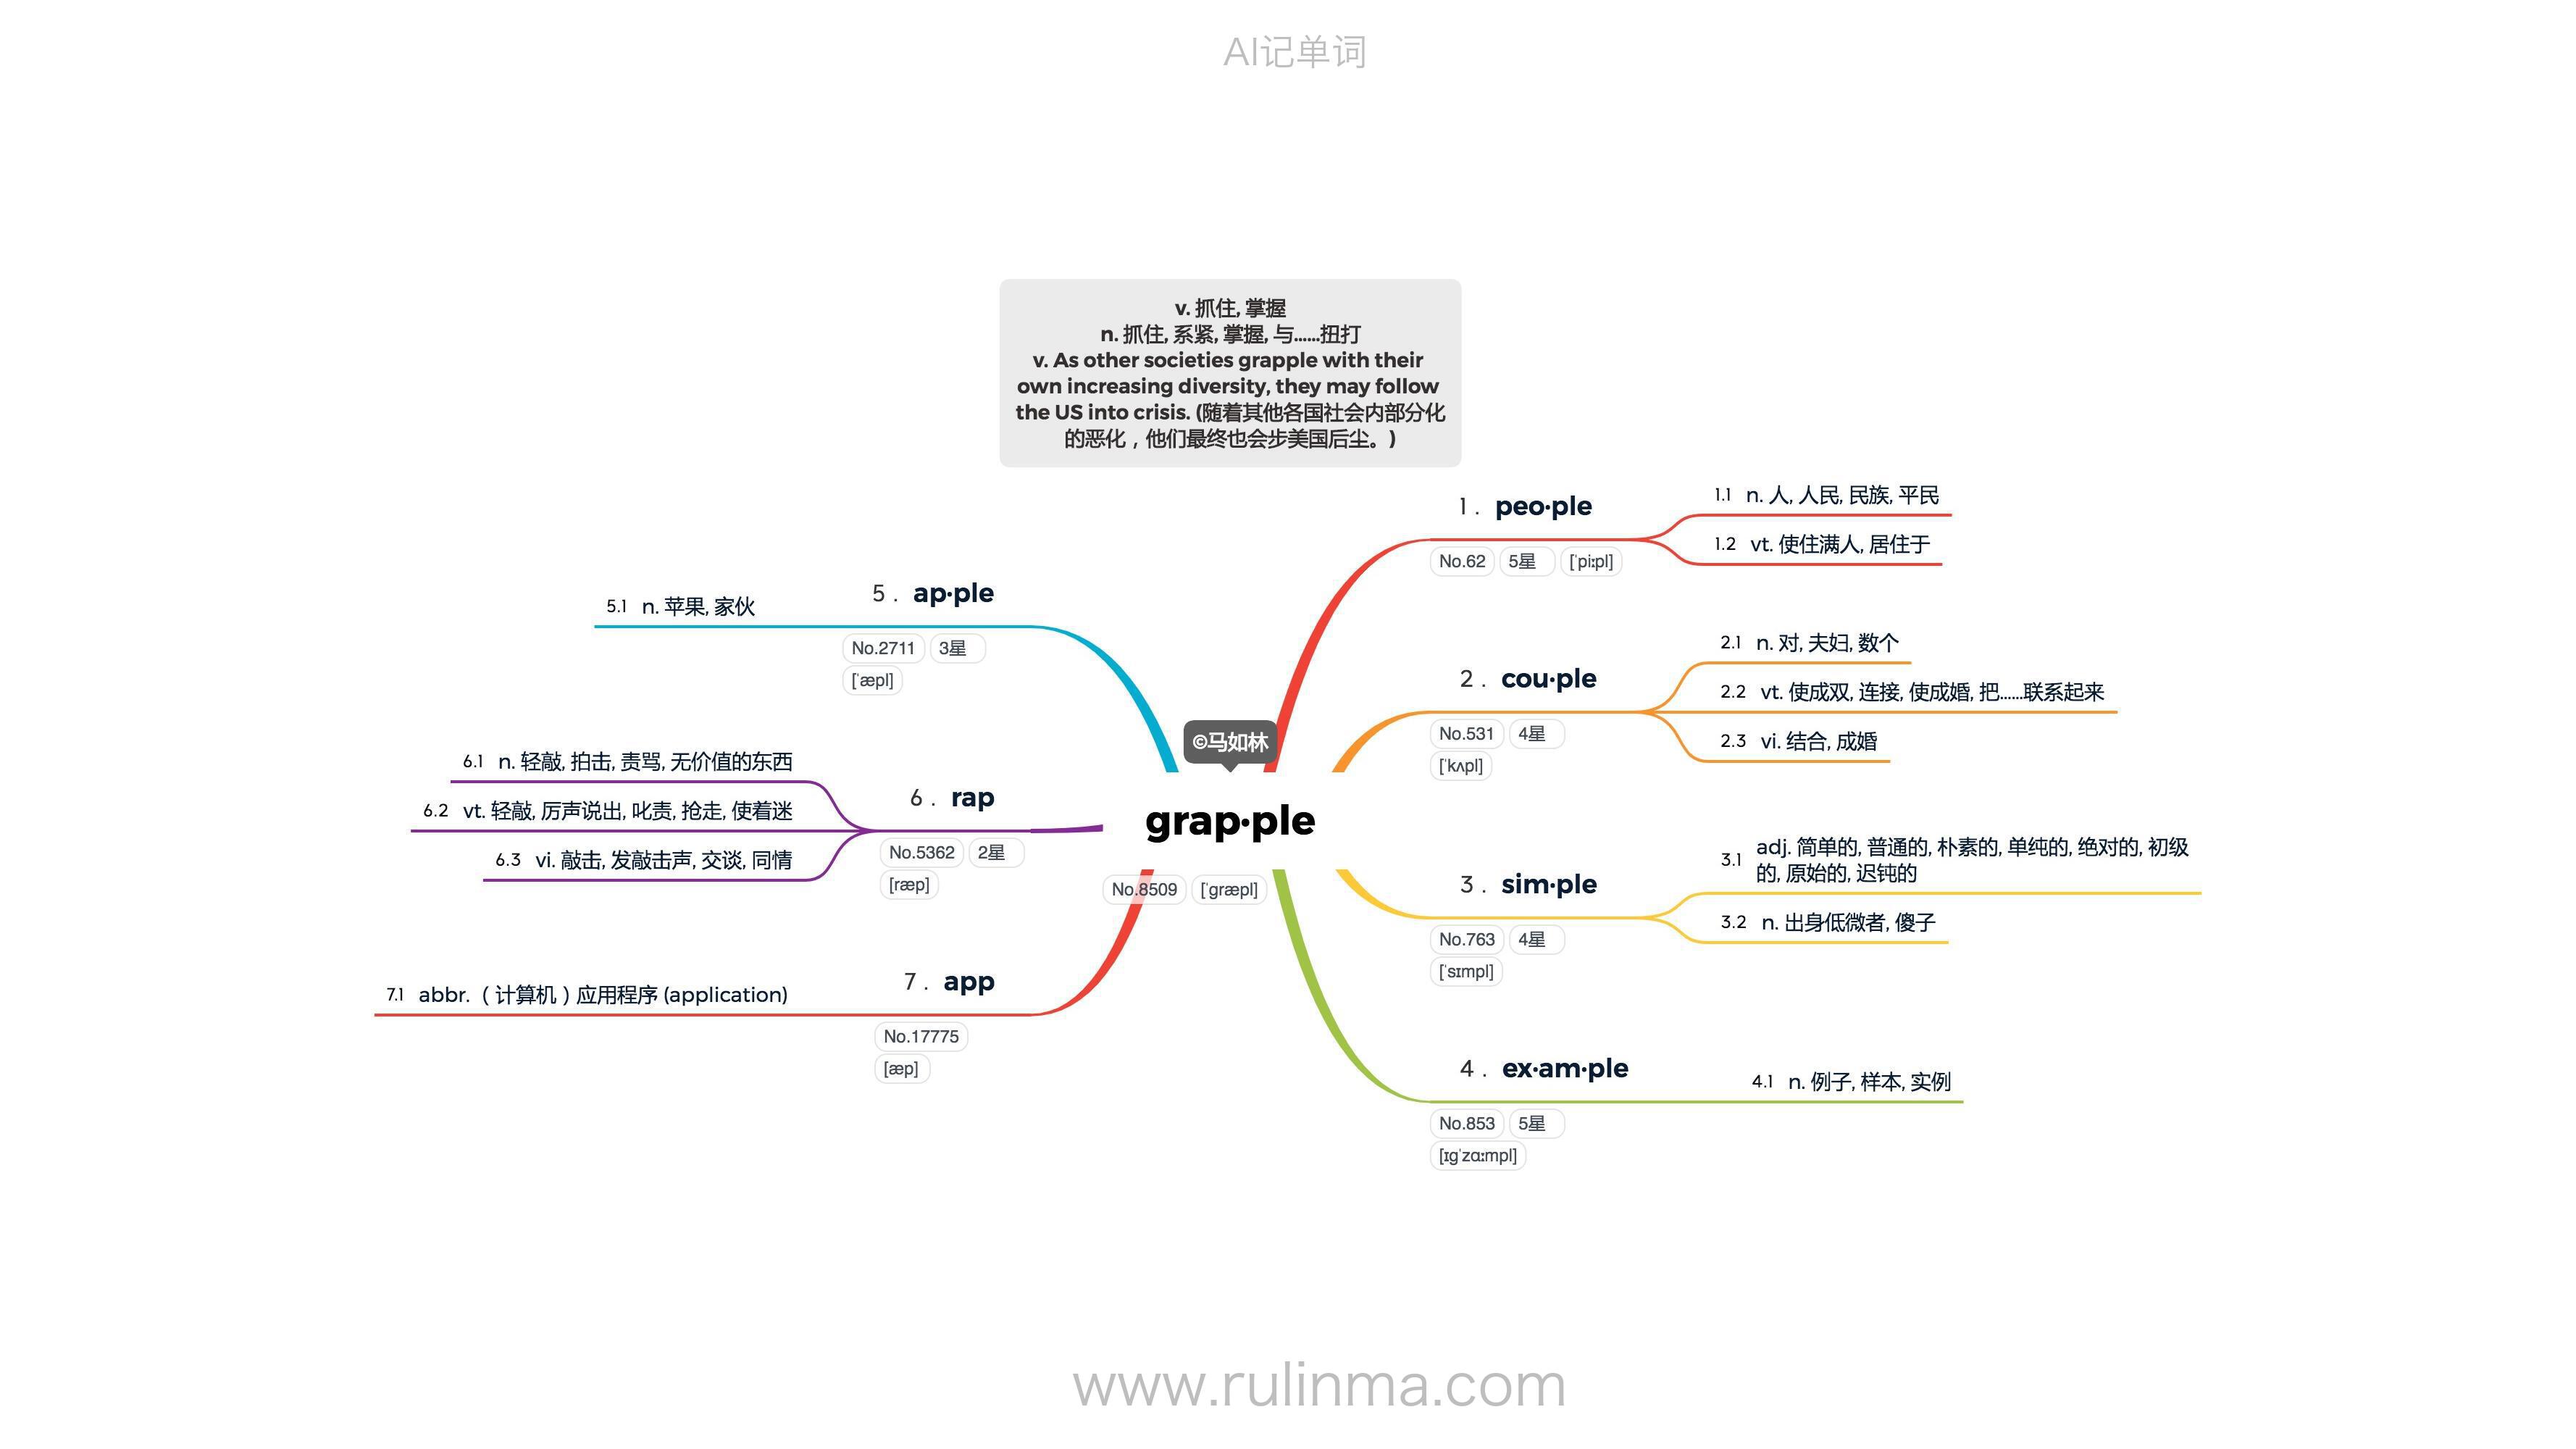 AI记单词
v. 抓住, 掌握
n. 抓住, 系紧, 掌握, 与......扭打
v. As other societies grapple with their
own increasing diversity, they may follow
the US into crisis. (随着其他各国社会内部分化
的恶化，他们最终也会步美国后尘。)
©马如林
grap·ple
No.8509 [ˈɡræpl]
1. peo·ple
No.62 5星 [ˈpiːpl]
1.1 n. 人, 人民, 民族, 平民
1.2 vt. 使住满人, 居住于
2. cou·ple
No.531 4星
[ˈkʌpl]
2.1 n. 对, 夫妇, 数个
2.2 vt. 使成双, 连接, 使成婚, 把......联系起来
2.3 vi. 结合, 成婚
3. sim·ple
No.763 4星
[ˈsɪmpl]
3.1 adj. 简单的, 普通的, 朴素的, 单纯的, 绝对的, 初级
的, 原始的, 迟钝的
3.2 n. 出身低微者, 傻子
4. ex·am·ple
No.853 5星
[ɪɡˈzɑːmpl]
4.1 n. 例子, 样本, 实例
5. ap·ple
No.2711 3星
[ˈæpl]
5.1 n. 苹果, 家伙
6. rap
No.5362 2星
[ræp]
6.1 n. 轻敲, 拍击, 责骂, 无价值的东西
6.2 vt. 轻敲, 厉声说出, 叱责, 抢走, 使着迷
6.3 vi. 敲击, 发敲击声, 交谈, 同情
7. app
No.17775
[æp]
7.1 abbr.（计算机）应用程序 (application)
www.rulinma.com